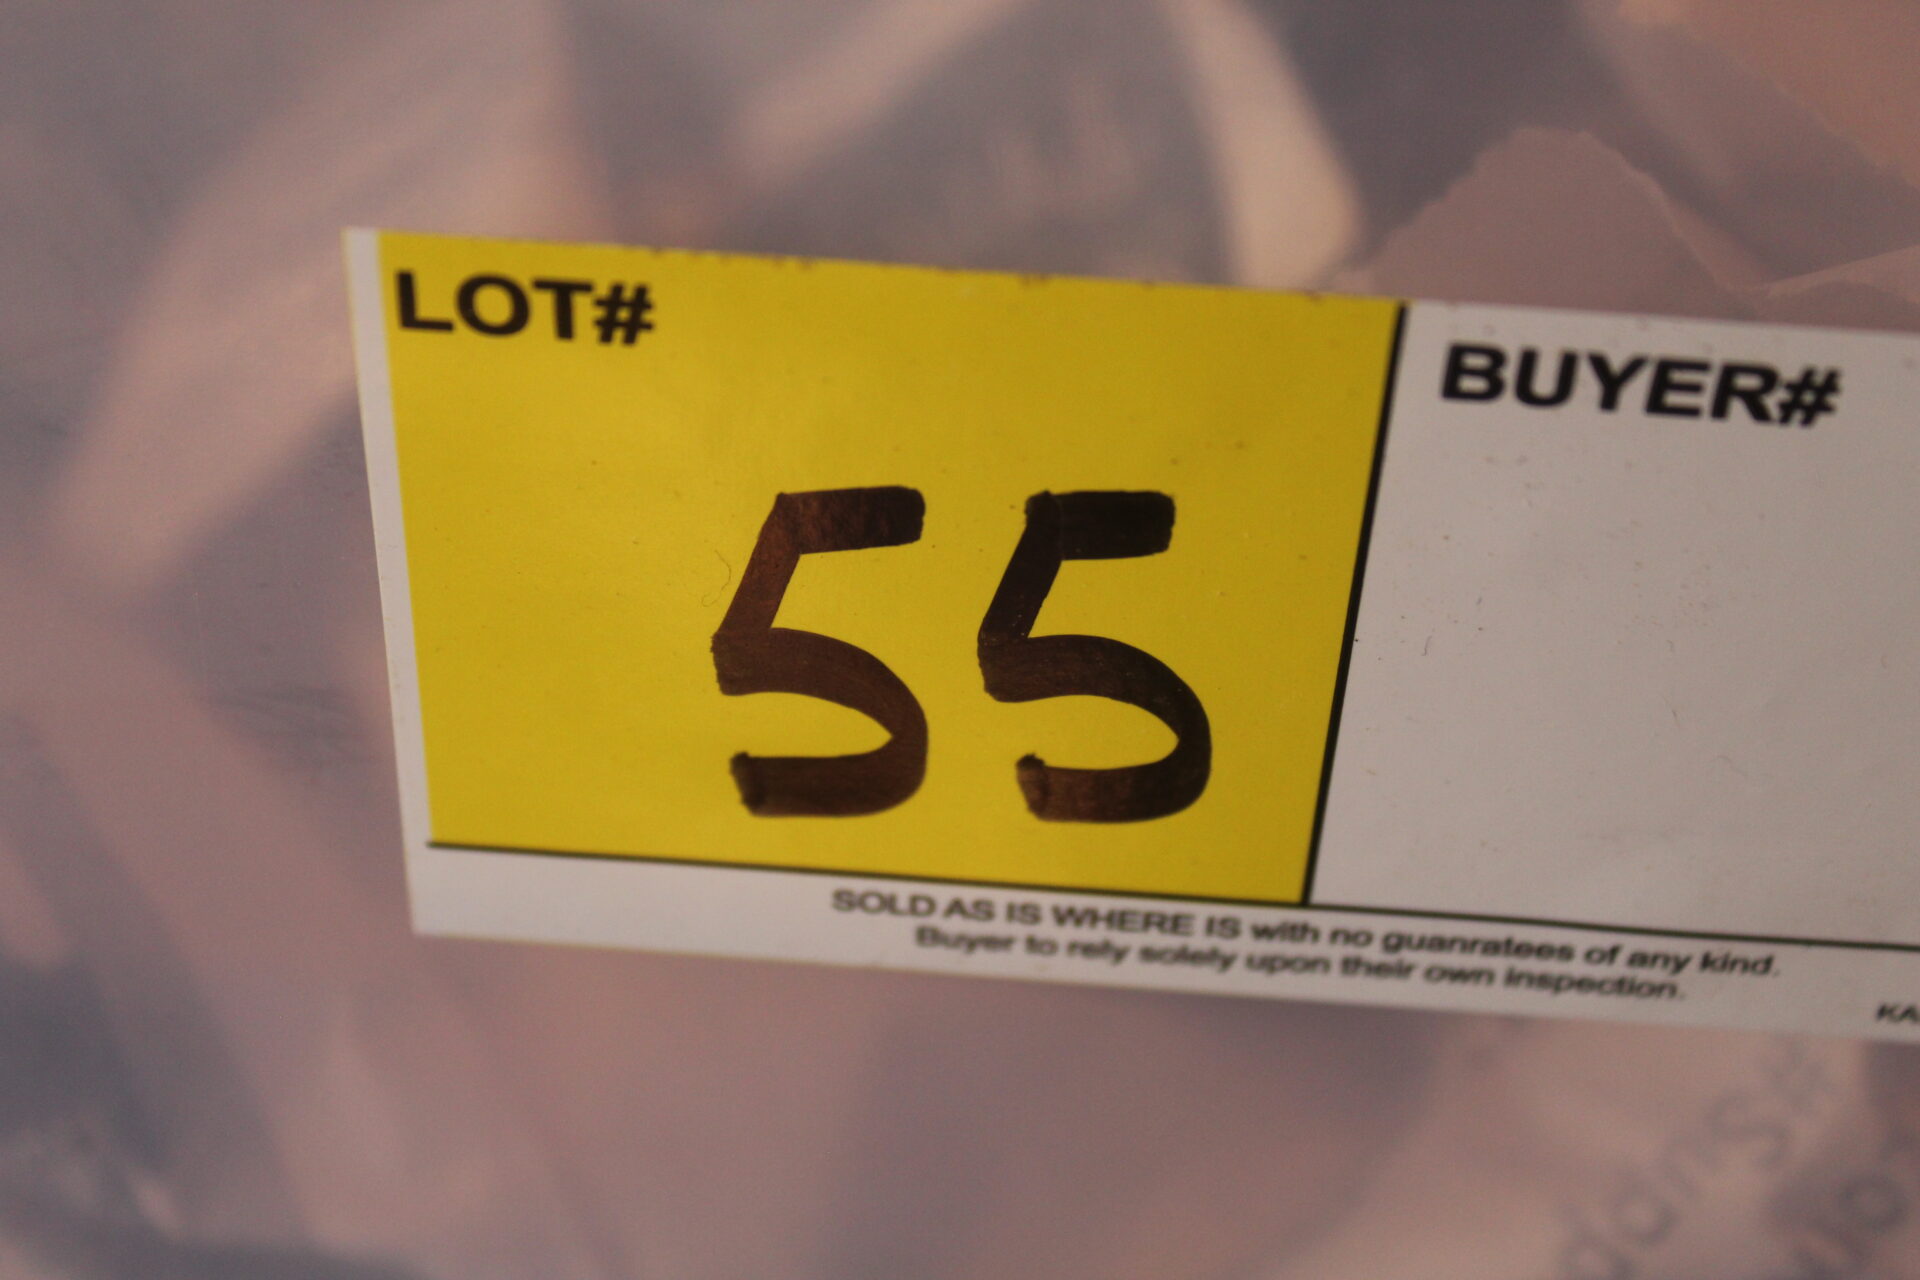 LOT#
BUYER#
55
SOLD AS IS WHERE IS with no guanratees of any kind.
Buyer to rely solely upon their own inspection.
KA